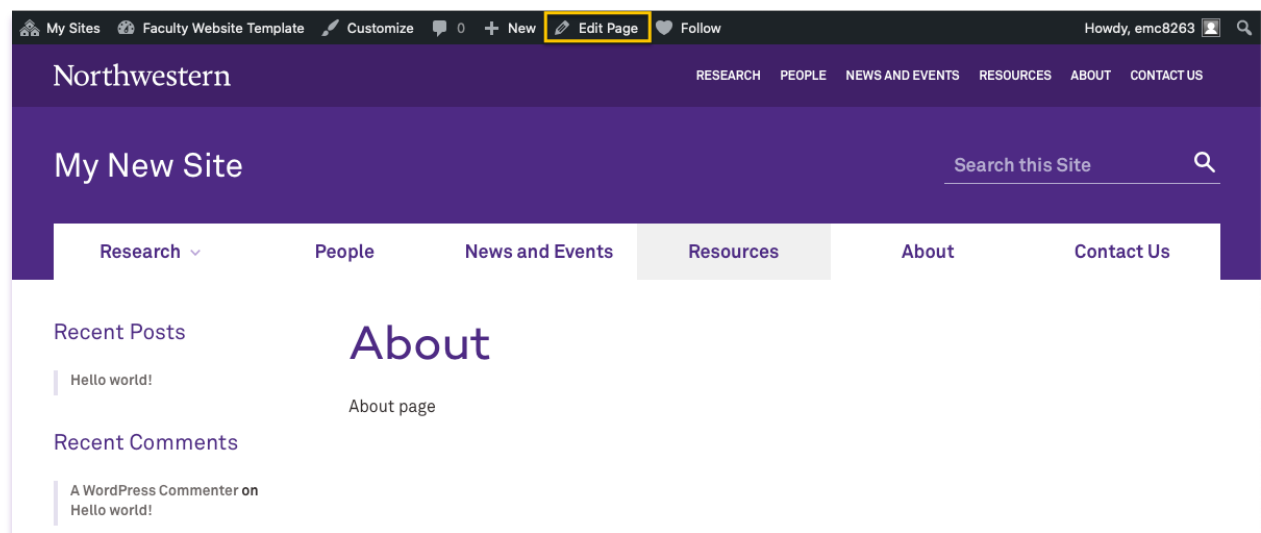 My Sites Faculty Website Template Customize 0 New Edit Page Follow Howdy, emc8263
Northwestern RESEARCH PEOPLE NEWS AND EVENTS RESOURCES ABOUT CONTACT US
My New Site Search this Site
Research People News and Events Resources About Contact Us
Recent Posts
About
Hello world!
About page
Recent Comments
A WordPress Commenter on
Hello world!